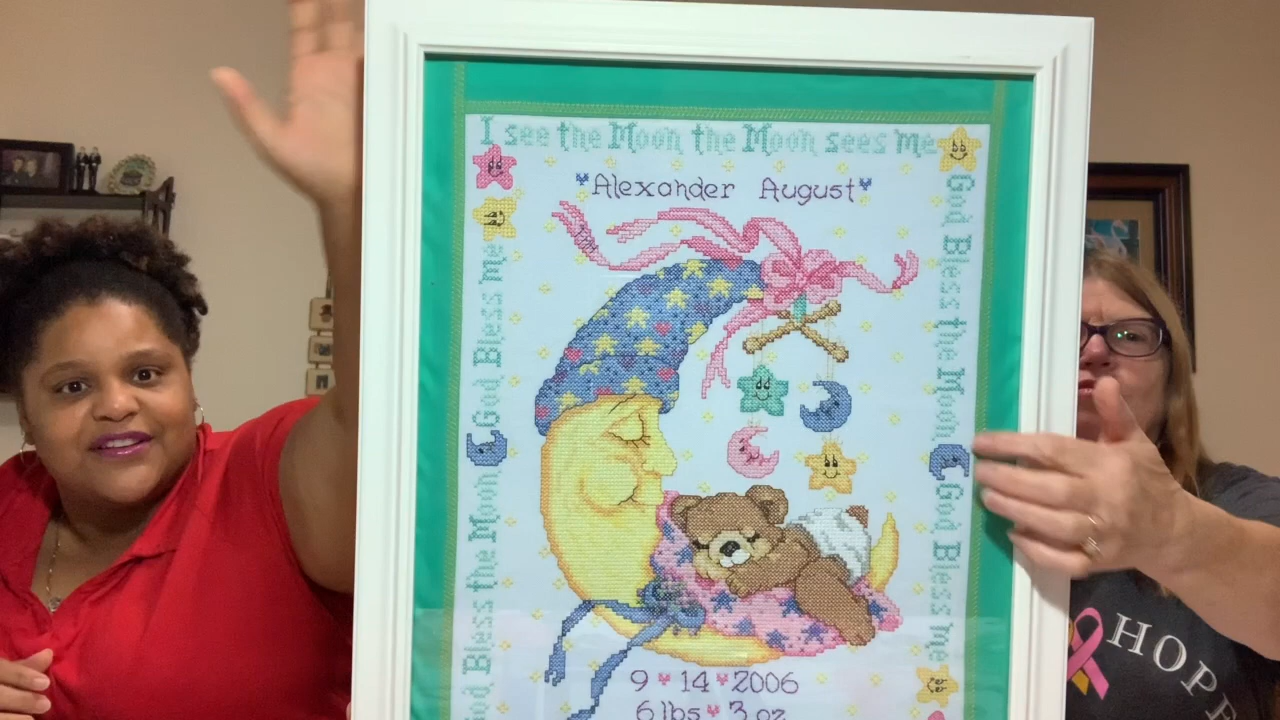 I see the Moon the Moon sees me
Alexander August
God Bless the Moon God Bless me
God Bless the Moon God Bless me
9 14 2006
6 lbs 3 oz
HOPE